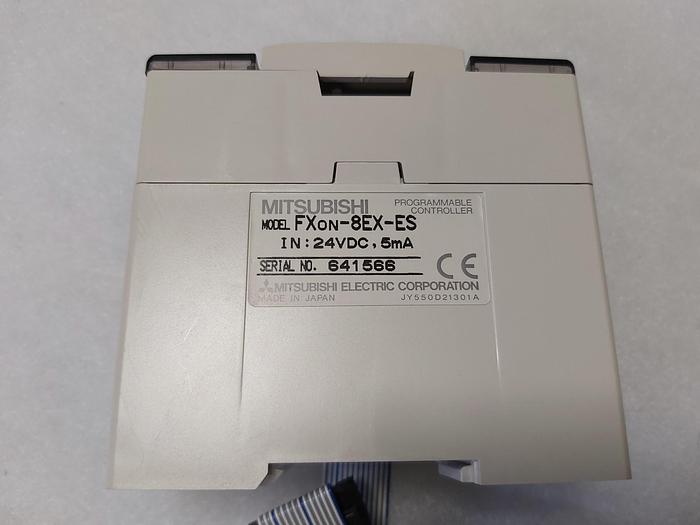 MITSUBISHI PROGRAMMABLE CONTROLLER
MODEL FX0N-8EX-ES
IN:24VDC, 5mA
SERIAL NO. 641566 CE
MITSUBISHI ELECTRIC CORPORATION
MADE IN JAPAN JY550D21301A